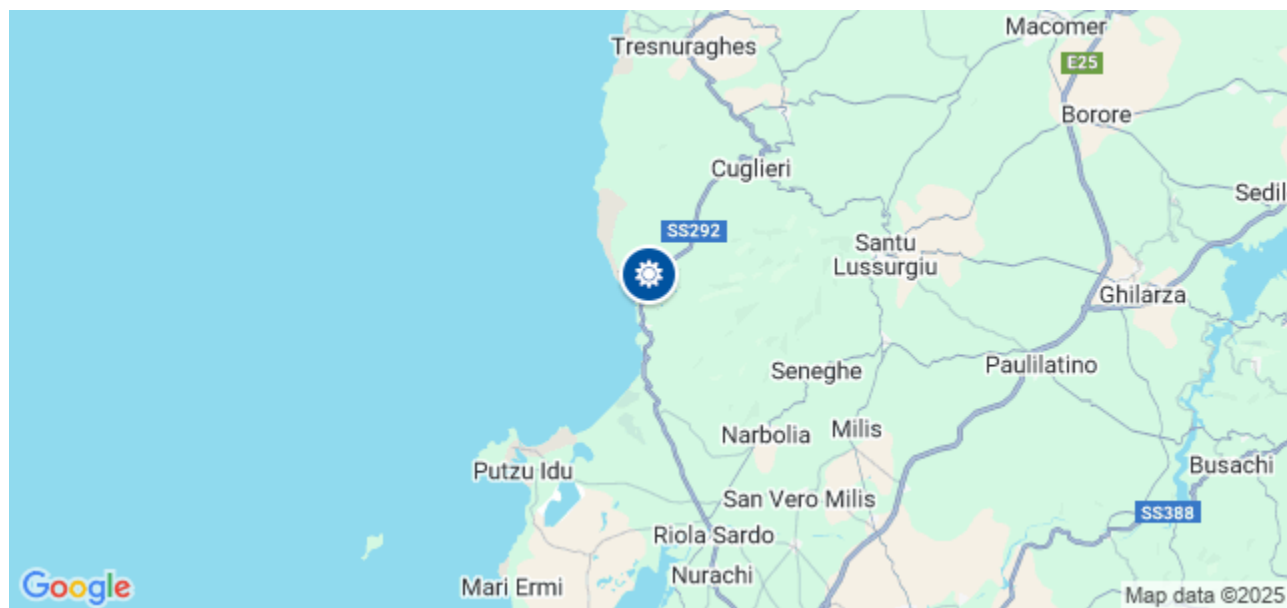 Macomer
Tresnuraghes
E25
Borore
Cuglieri
Sedil
SS292
Santu
Lussurgiu
Ghilarza
Paulilatino
Seneghe
Milis
Narbolia
Busachi
Putzu Idu
San Vero Milis
SS388
Riola Sardo
Nurachi
Mari Ermi
Google
Map data ©2025